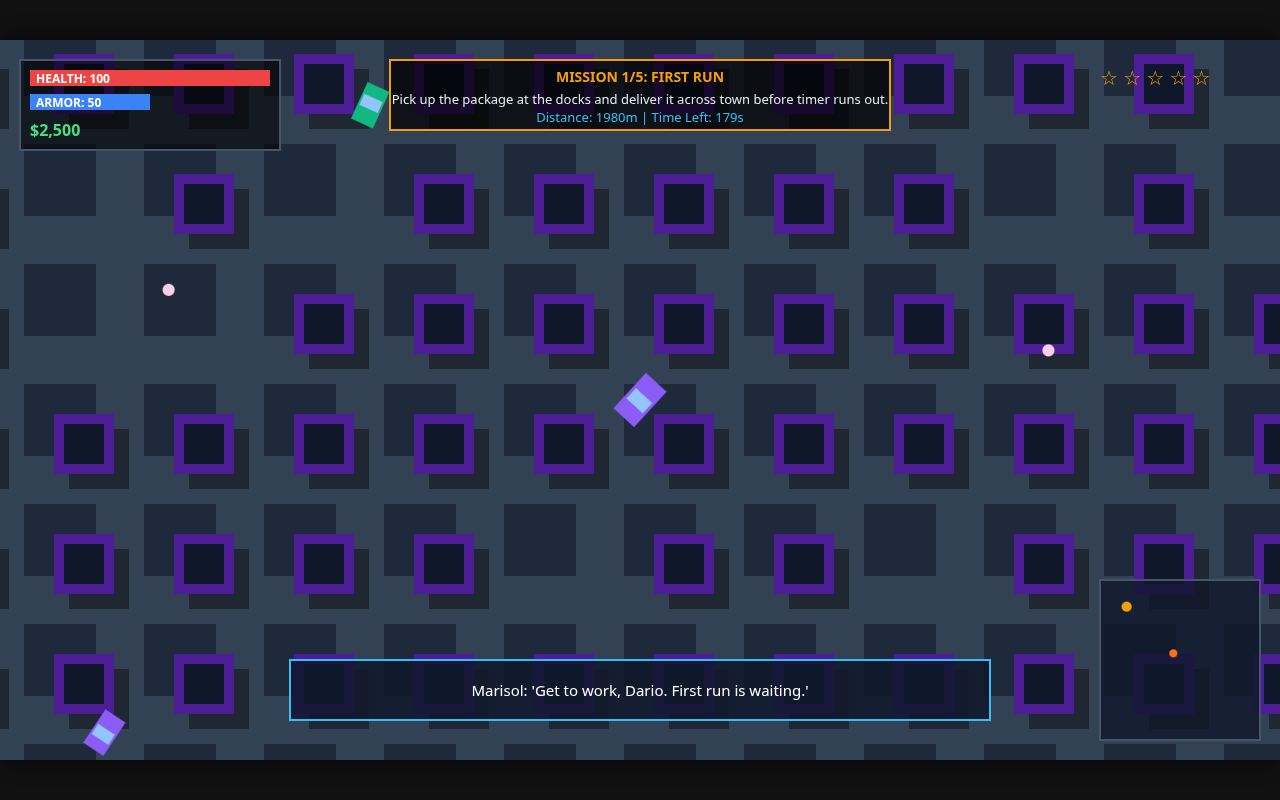 HEALTH: 100
ARMOR: 50
$2,500
MISSION 1/5: FIRST RUN
Pick up the package at the docks and deliver it across town before timer runs out.
Distance: 1980m | Time Left: 179s
☆ ☆ ☆ ☆ ☆
Marisol: 'Get to work, Dario. First run is waiting.'